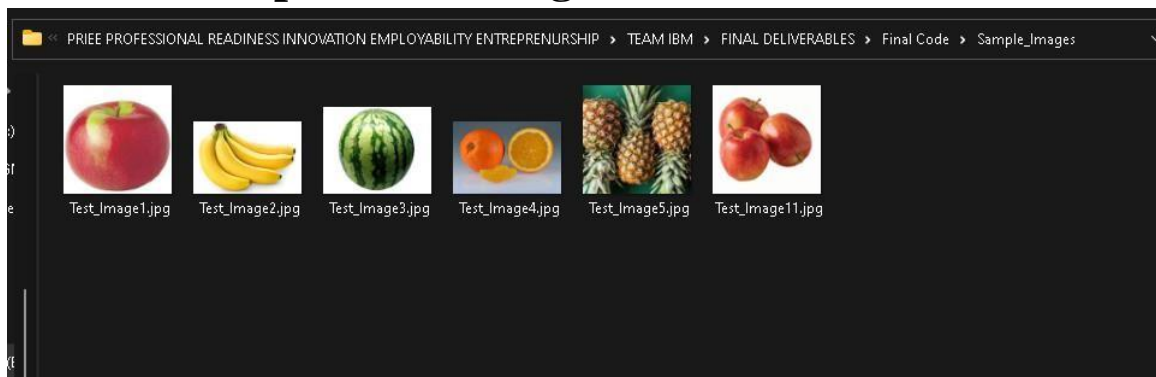 PRIEE PROFESSIONAL READINESS INNOVATION EMPLOYABILITY ENTREPRENURSHIP > TEAM IBM > FINAL DELIVERABLES > Final Code > Sample_Images
Test_Image1.jpg Test_Image2.jpg Test_Image3.jpg Test_Image4.jpg Test_Image5.jpg Test_Image11.jpg